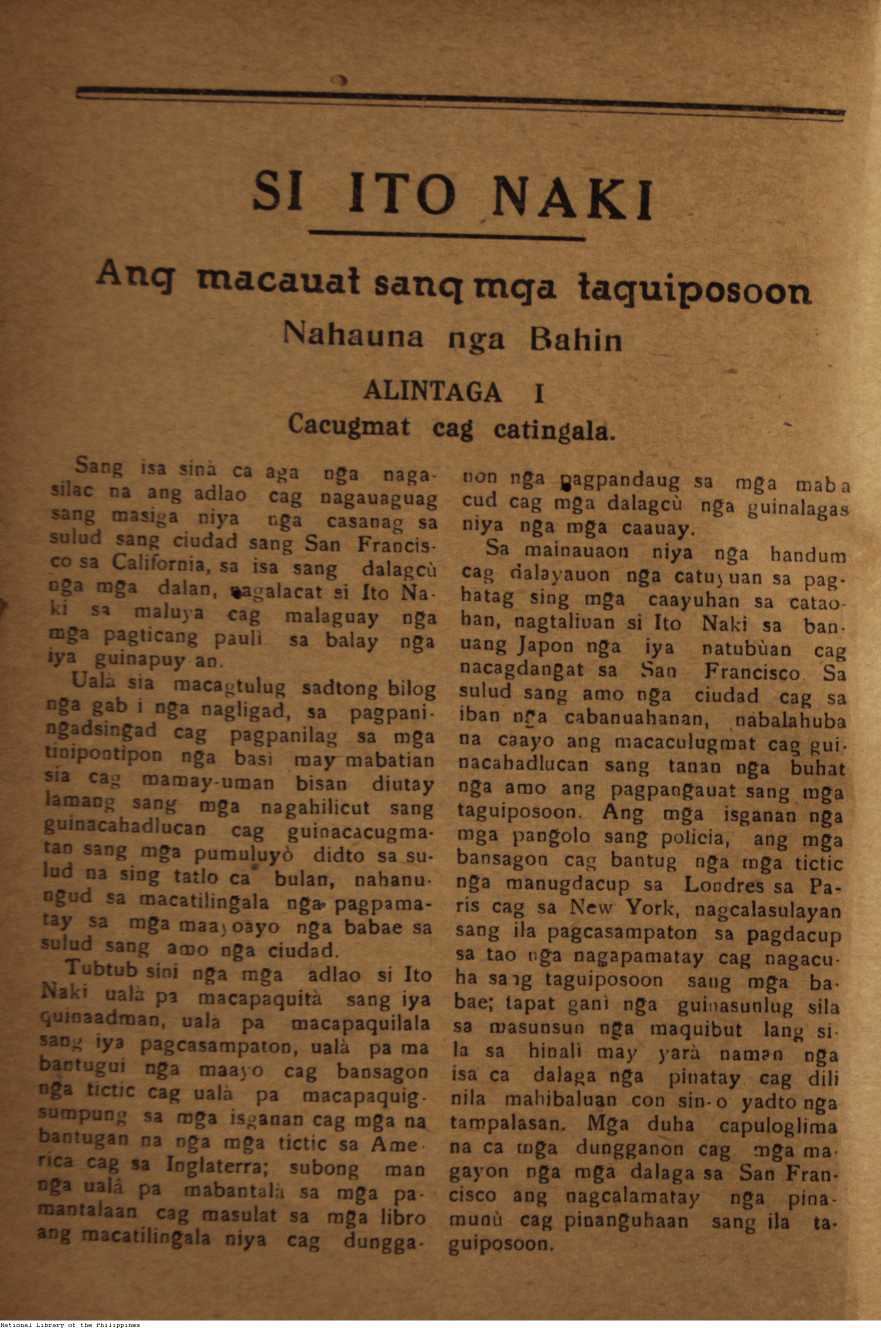 SI ITO NAKI
Ang macauat sang mga taguiposoon
Nahauna nga Bahin
ALINTAGA I
Cacugmat cag catingala.
Sang isa sinà ca aga nga naga-
silac na ang adlao cag nagauaguag
sang masiga niya nga casanag sa
sulud sang ciudad sang San Francis-
co sa California, sa isa sang dalagcù
nga mga dalan, nagalacat si Ito Na-
ki sa maluya cag malaguay nga
mga pagticang pauli sa balay nga
iya guinapuy an.
Ualà sia macagtulug sadtong bilog
nga gab i nga nagligad, sa pagpani-
ngadsingad cag pagpanilag sa mga
tinipontipon nga basi may mabatian
sia cag mamay-uman bisan diutay
lamang sang mga nagahilicut sang
guinacahadlucan cag guinacacugma-
tan sang mga pumuluyò didto sa su-
lud na sing tatlo ca bulan, nahanu-
ngud sa macatilingala nga pagpama-
tay sa mga maayoayo nga babae sa
sulud sang amo nga ciudad.
Tubtub sini nga mga adlao si Ito
Naki ualà pa macapaquità sang iya
quinaadman, ualà pa macapaquilala
sang iya pagcasampaton, ualà pa ma
bantugui nga maayo cag bansagon
nga tictic cag ualà pa macapaquig-
sumpung sa mga isganan cag mga na
bantugan na nga mga tictic sa Ame-
rica cag sa Inglaterra; subong man
nga ualà pa mabantalà sa mga pa-
mantalaan cag masulat sa mga libro
ang macatilingala niya cag dungga-
non nga pagpandaug sa mga maba
cud cag mga dalagcù nga guinalagas
niya nga mga caauay.
Sa mainauaon niya nga handum
cag dalayauon nga catuyuan sa pag-
hatag sing mga caayuhan sa catao-
han, nagtaliuan si Ito Naki sa ban-
uang Japon nga iya natubùan cag
nacagdangat sa San Francisco Sa
sulud sang amo nga ciudad cag sa
iban nga cabanuahanan, nabalahuba
na caayo ang macaculugmat cag gui-
nacahadlucan sang tanan nga buhat
nga amo ang pagpangauat sang mga
taguiposoon. Ang mga isganan nga
mga pangolo sang policia, ang mga
bansagon cag bantug nga mga tictic
nga manugdacup sa Londres sa Pa-
ris cag sa New York, nagcalasulayan
sang ila pagcasampaton sa pagdacup
sa tao nga nagapamatay cag nagacu-
ha sang taguiposoon sang mga ba-
bae; tapat gani nga guinasunlug sila
sa masunsun nga maquibut lang si-
la sa hinali may yarà naman nga
isa ca dalaga nga pinatay cag dili
nila mahibaluan con sin-o yadto nga
tampalasan. Mga duha capuloglima
na ca mga dungganon cag mga ma-
gayon nga mga dalaga sa San Fran-
cisco ang nagcalamatay nga pina-
munù cag pinanguhaan sang ila ta-
guiposoon.
National Library of the Philippines